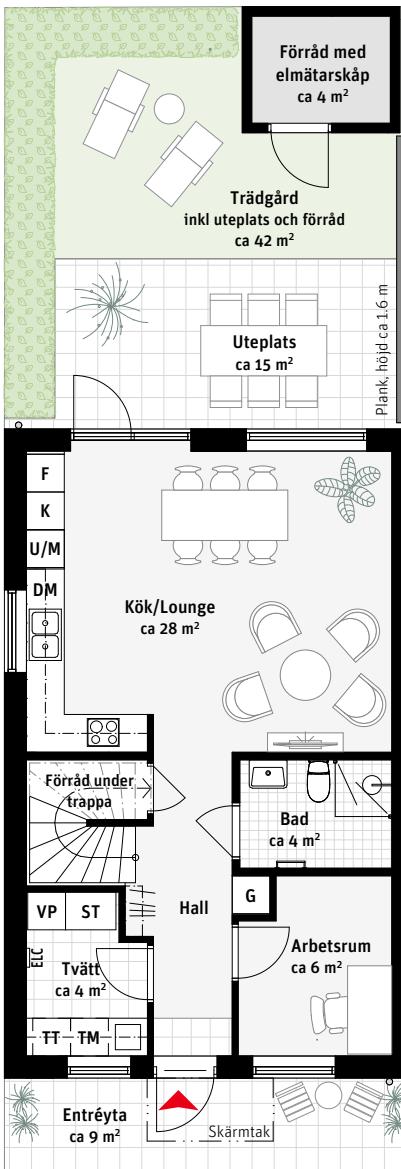 Förråd med
elmätarskåp
ca 4 m²
Trädgård
inkl uteplats och förråd
ca 42 m²
Plank, höjd ca 1.6 m
Uteplats
ca 15 m²
F
K
U/M
DM
Kök/Lounge
ca 28 m²
Förråd under
trappa
Bad
ca 4 m²
VP
ST
Hall
G
ELC
Tvätt
ca 4 m²
Arbetsrum
ca 6 m²
TT
TM
Entréyta
ca 9 m²
Skärmtak